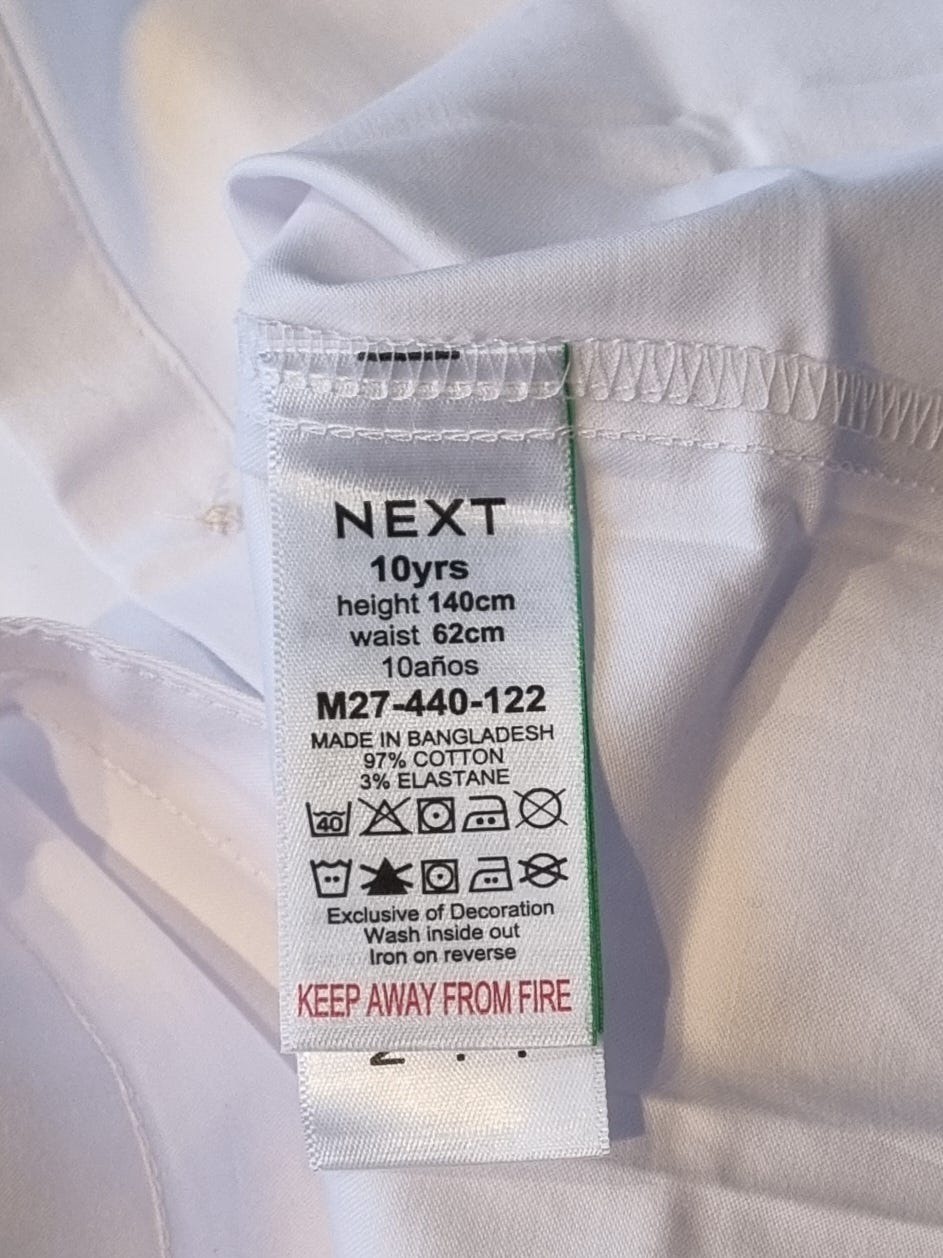 NEXT
10yrs
height 140cm
waist 62cm
10años
M27-440-122
MADE IN BANGLADESH
97% COTTON
3% ELASTANE
40
Exclusive of Decoration
Wash inside out
Iron on reverse
KEEP AWAY FROM FIRE